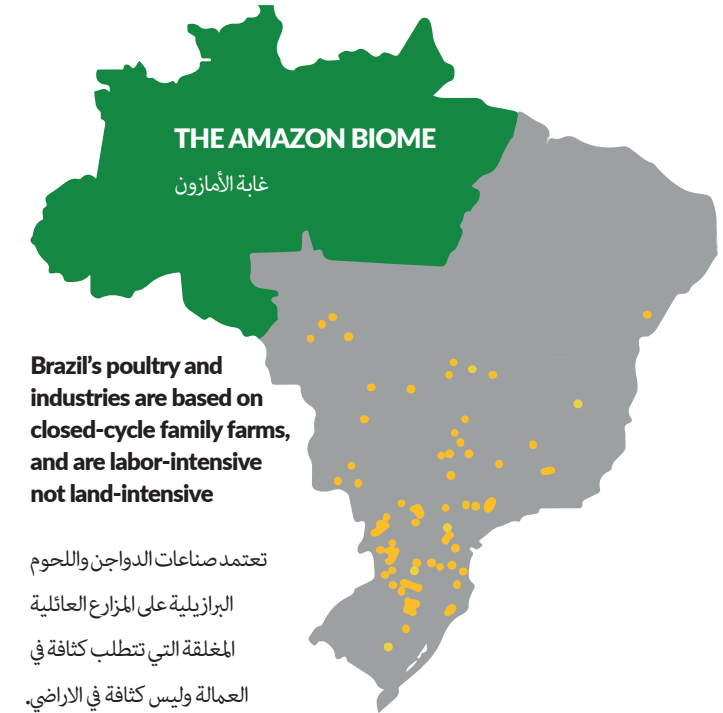 THE AMAZON BIOME
غابة الأمازون
Brazil’s poultry and
industries are based on
closed-cycle family farms,
and are labor-intensive
not land-intensive
تعتمد صناعات الدواجن واللحوم
البرازيلية على المزارع العائلية
المغلقة التي تتطلب كثافة في
العمالة وليس كثافة في الاراضي.